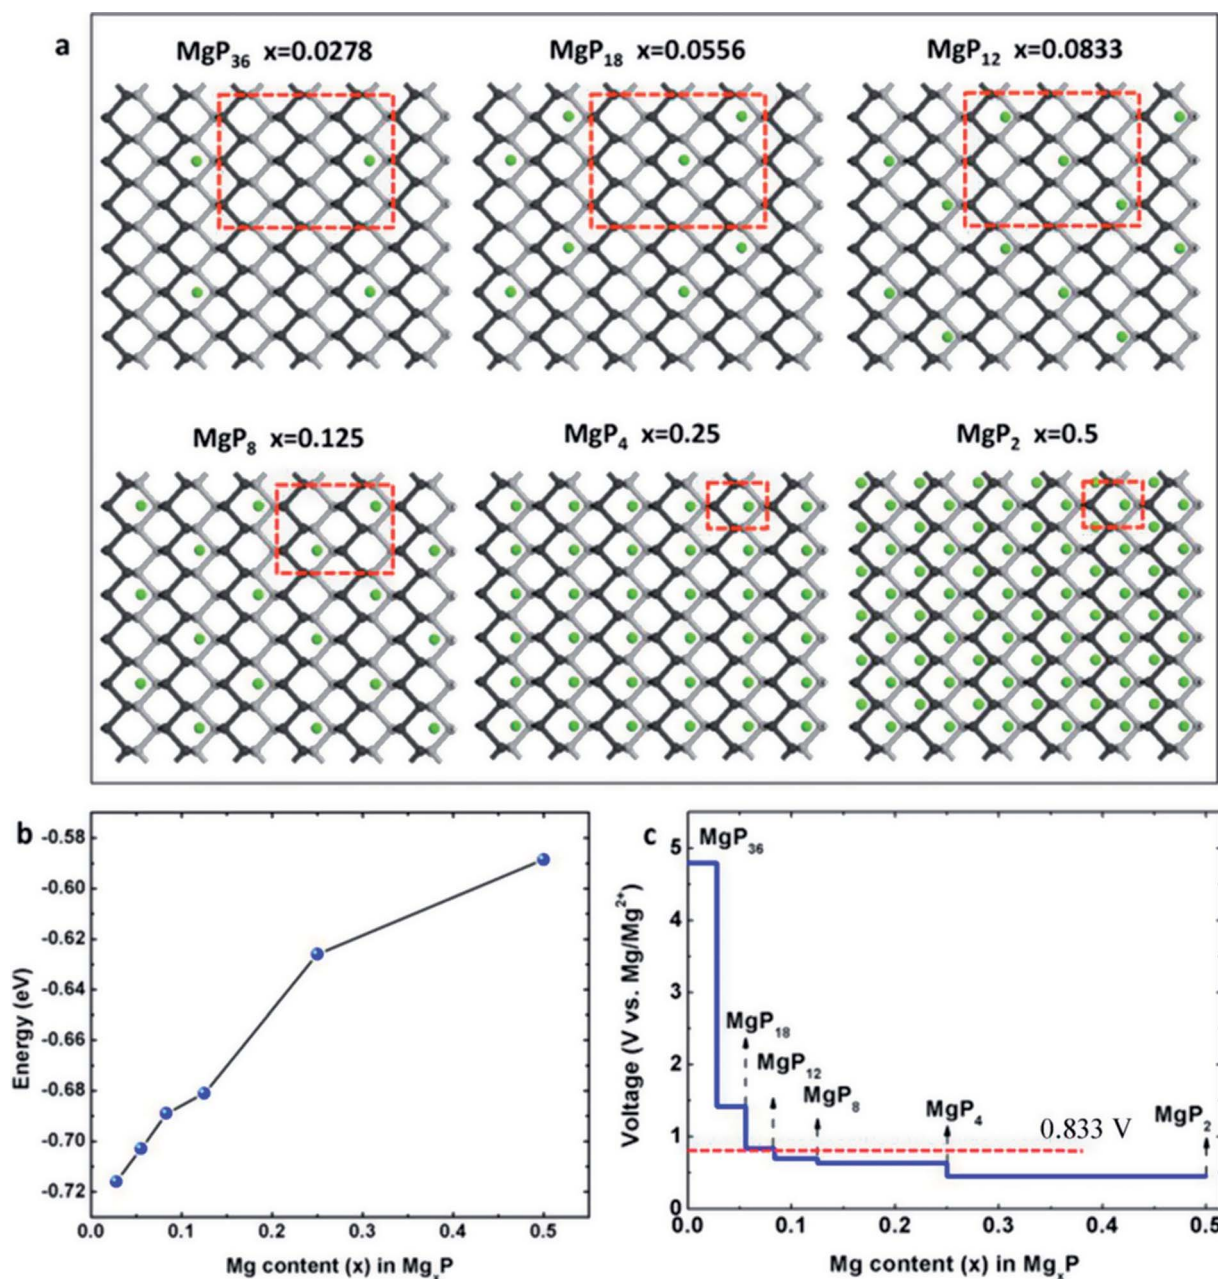 a
MgP₃₆ x=0.0278
MgP₁₈ x=0.0556
MgP₁₂ x=0.0833
MgP₈ x=0.125
MgP₄ x=0.25
MgP₂ x=0.5
b
-0.58
-0.60
-0.62
-0.64
-0.66
-0.68
-0.70
-0.72
Energy (eV)
0.0 0.1 0.2 0.3 0.4 0.5
Mg content (x) in MgₓP
c
5
4
3
2
1
0
Voltage (V vs. Mg/Mg²⁺)
MgP₃₆
MgP₁₈
MgP₁₂
MgP₈
MgP₄
MgP₂
0.833 V
0.0 0.1 0.2 0.3 0.4 0.5
Mg content (x) in MgₓP